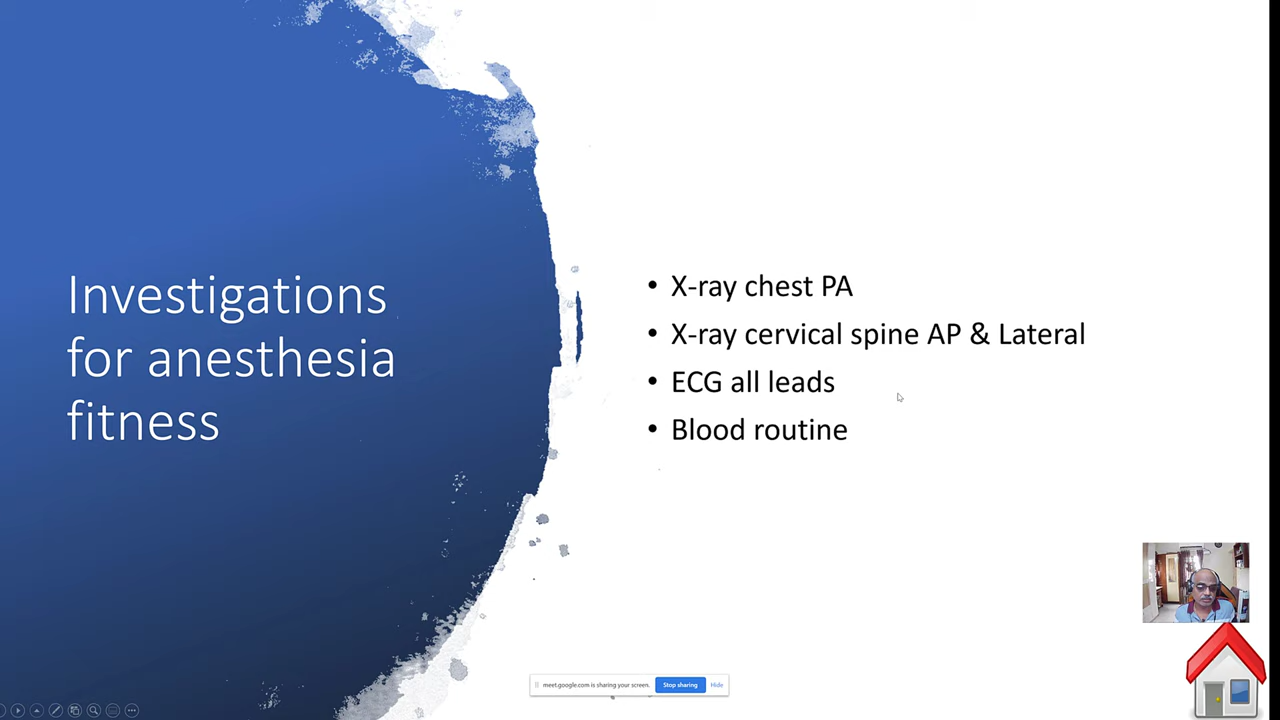 Investigations
for anesthesia
fitness
• X-ray chest PA
• X-ray cervical spine AP & Lateral
• ECG all leads
• Blood routine
meet.google.com is sharing your screen. Stop sharing Hide